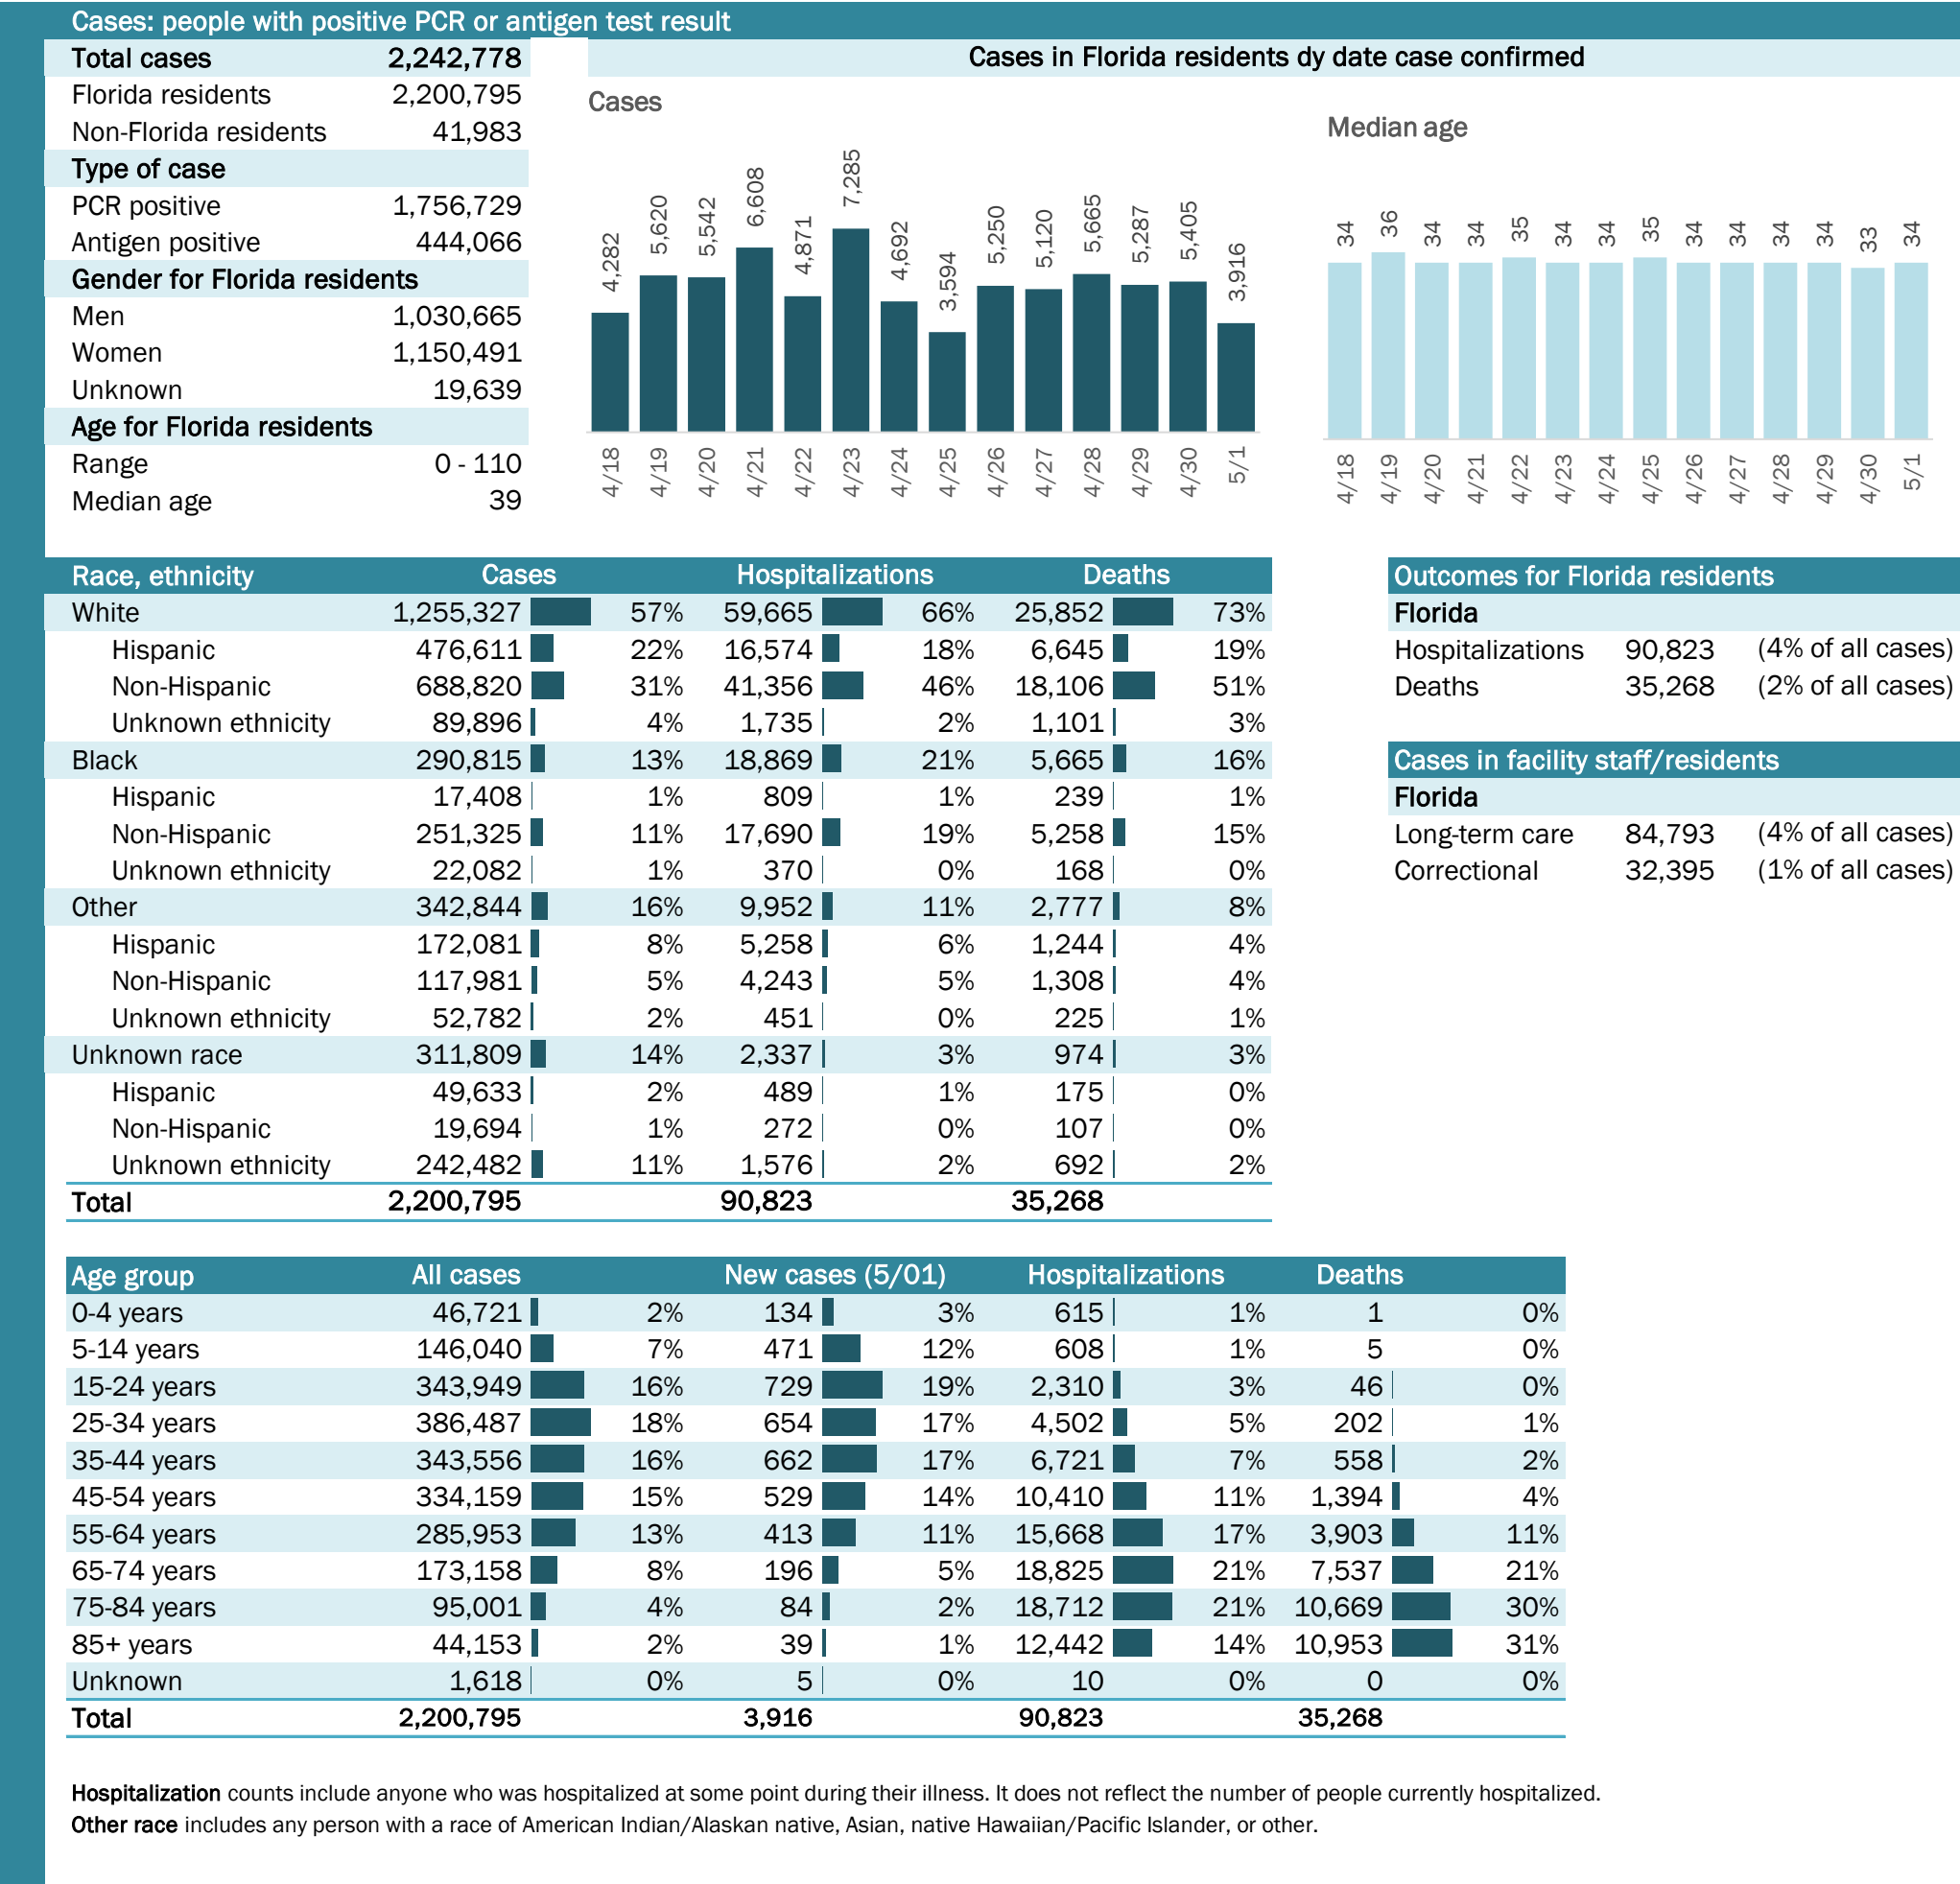 Cases: people with positive PCR or antigen test result
Total cases 2,242,778
Florida residents 2,200,795
Non-Florida residents 41,983
Type of case
PCR positive 1,756,729
Antigen positive 444,066
Gender for Florida residents
Men 1,030,665
Women 1,150,491
Unknown 19,639
Age for Florida residents
Range 0 - 110
Median age 39
Cases in Florida residents dy date case confirmed
Cases
4,282 5,620 5,542 6,608 4,871 7,285 4,692 3,594 5,250 5,120 5,665 5,287 5,405 3,916
4/18 4/19 4/20 4/21 4/22 4/23 4/24 4/25 4/26 4/27 4/28 4/29 4/30 5/1
Median age
34 36 34 34 35 34 34 35 34 34 34 34 33 34
4/18 4/19 4/20 4/21 4/22 4/23 4/24 4/25 4/26 4/27 4/28 4/29 4/30 5/1
Race, ethnicity Cases Hospitalizations Deaths
White 1,255,327 57% 59,665 66% 25,852 73%
Hispanic 476,611 22% 16,574 18% 6,645 19%
Non-Hispanic 688,820 31% 41,356 46% 18,106 51%
Unknown ethnicity 89,896 4% 1,735 2% 1,101 3%
Black 290,815 13% 18,869 21% 5,665 16%
Hispanic 17,408 1% 809 1% 239 1%
Non-Hispanic 251,325 11% 17,690 19% 5,258 15%
Unknown ethnicity 22,082 1% 370 0% 168 0%
Other 342,844 16% 9,952 11% 2,777 8%
Hispanic 172,081 8% 5,258 6% 1,244 4%
Non-Hispanic 117,981 5% 4,243 5% 1,308 4%
Unknown ethnicity 52,782 2% 451 0% 225 1%
Unknown race 311,809 14% 2,337 3% 974 3%
Hispanic 49,633 2% 489 1% 175 0%
Non-Hispanic 19,694 1% 272 0% 107 0%
Unknown ethnicity 242,482 11% 1,576 2% 692 2%
Total 2,200,795 90,823 35,268
Outcomes for Florida residents
Florida
Hospitalizations 90,823 (4% of all cases)
Deaths 35,268 (2% of all cases)
Cases in facility staff/residents
Florida
Long-term care 84,793 (4% of all cases)
Correctional 32,395 (1% of all cases)
Age group All cases New cases (5/01) Hospitalizations Deaths
0-4 years 46,721 2% 134 3% 615 1% 1 0%
5-14 years 146,040 7% 471 12% 608 1% 5 0%
15-24 years 343,949 16% 729 19% 2,310 3% 46 0%
25-34 years 386,487 18% 654 17% 4,502 5% 202 1%
35-44 years 343,556 16% 662 17% 6,721 7% 558 2%
45-54 years 334,159 15% 529 14% 10,410 11% 1,394 4%
55-64 years 285,953 13% 413 11% 15,668 17% 3,903 11%
65-74 years 173,158 8% 196 5% 18,825 21% 7,537 21%
75-84 years 95,001 4% 84 2% 18,712 21% 10,669 30%
85+ years 44,153 2% 39 1% 12,442 14% 10,953 31%
Unknown 1,618 0% 5 0% 10 0% 0 0%
Total 2,200,795 3,916 90,823 35,268
Hospitalization counts include anyone who was hospitalized at some point during their illness. It does not reflect the number of people currently hospitalized.
Other race includes any person with a race of American Indian/Alaskan native, Asian, native Hawaiian/Pacific Islander, or other.